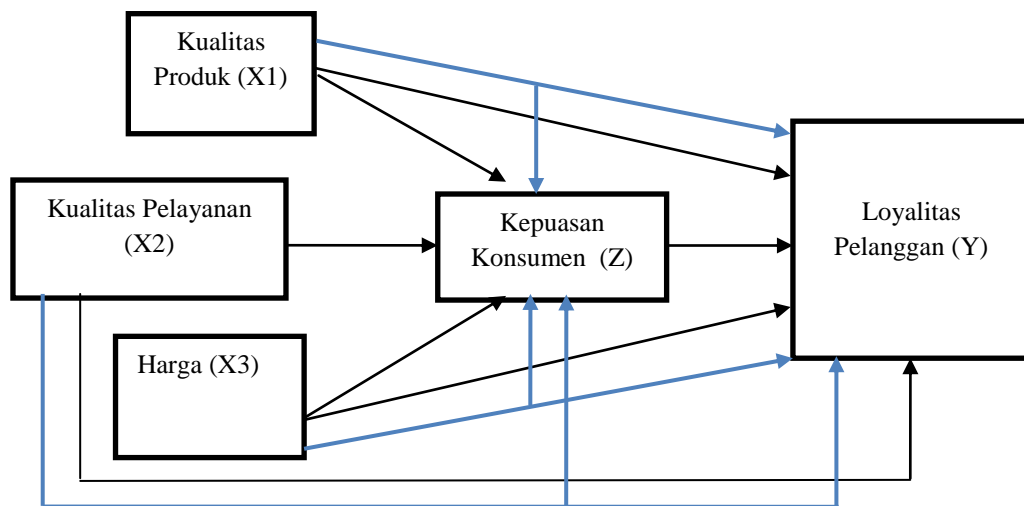 Kualitas
Produk (X1)
Kualitas Pelayanan
(X2)
Kepuasan
Konsumen (Z)
Loyalitas
Pelanggan (Y)
Harga (X3)